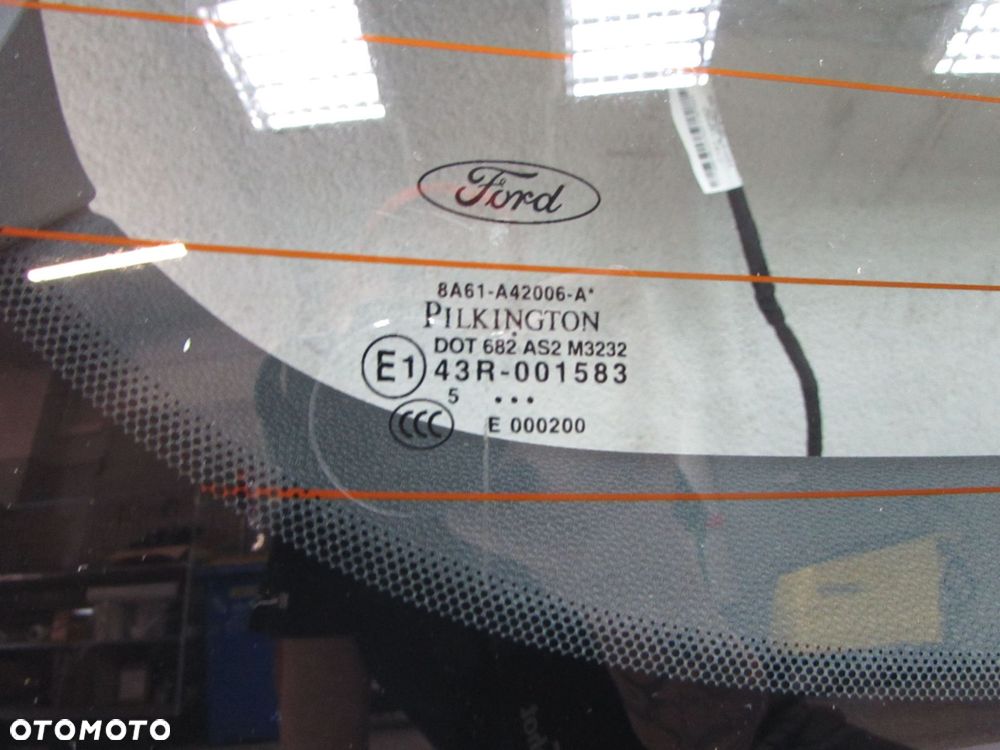 Ford
8A61-A42006-A*
PILKINGTON
DOT 682 AS2 M3232
E1 43R-001583
5 ...
CCC E 000200
OTOMOTO